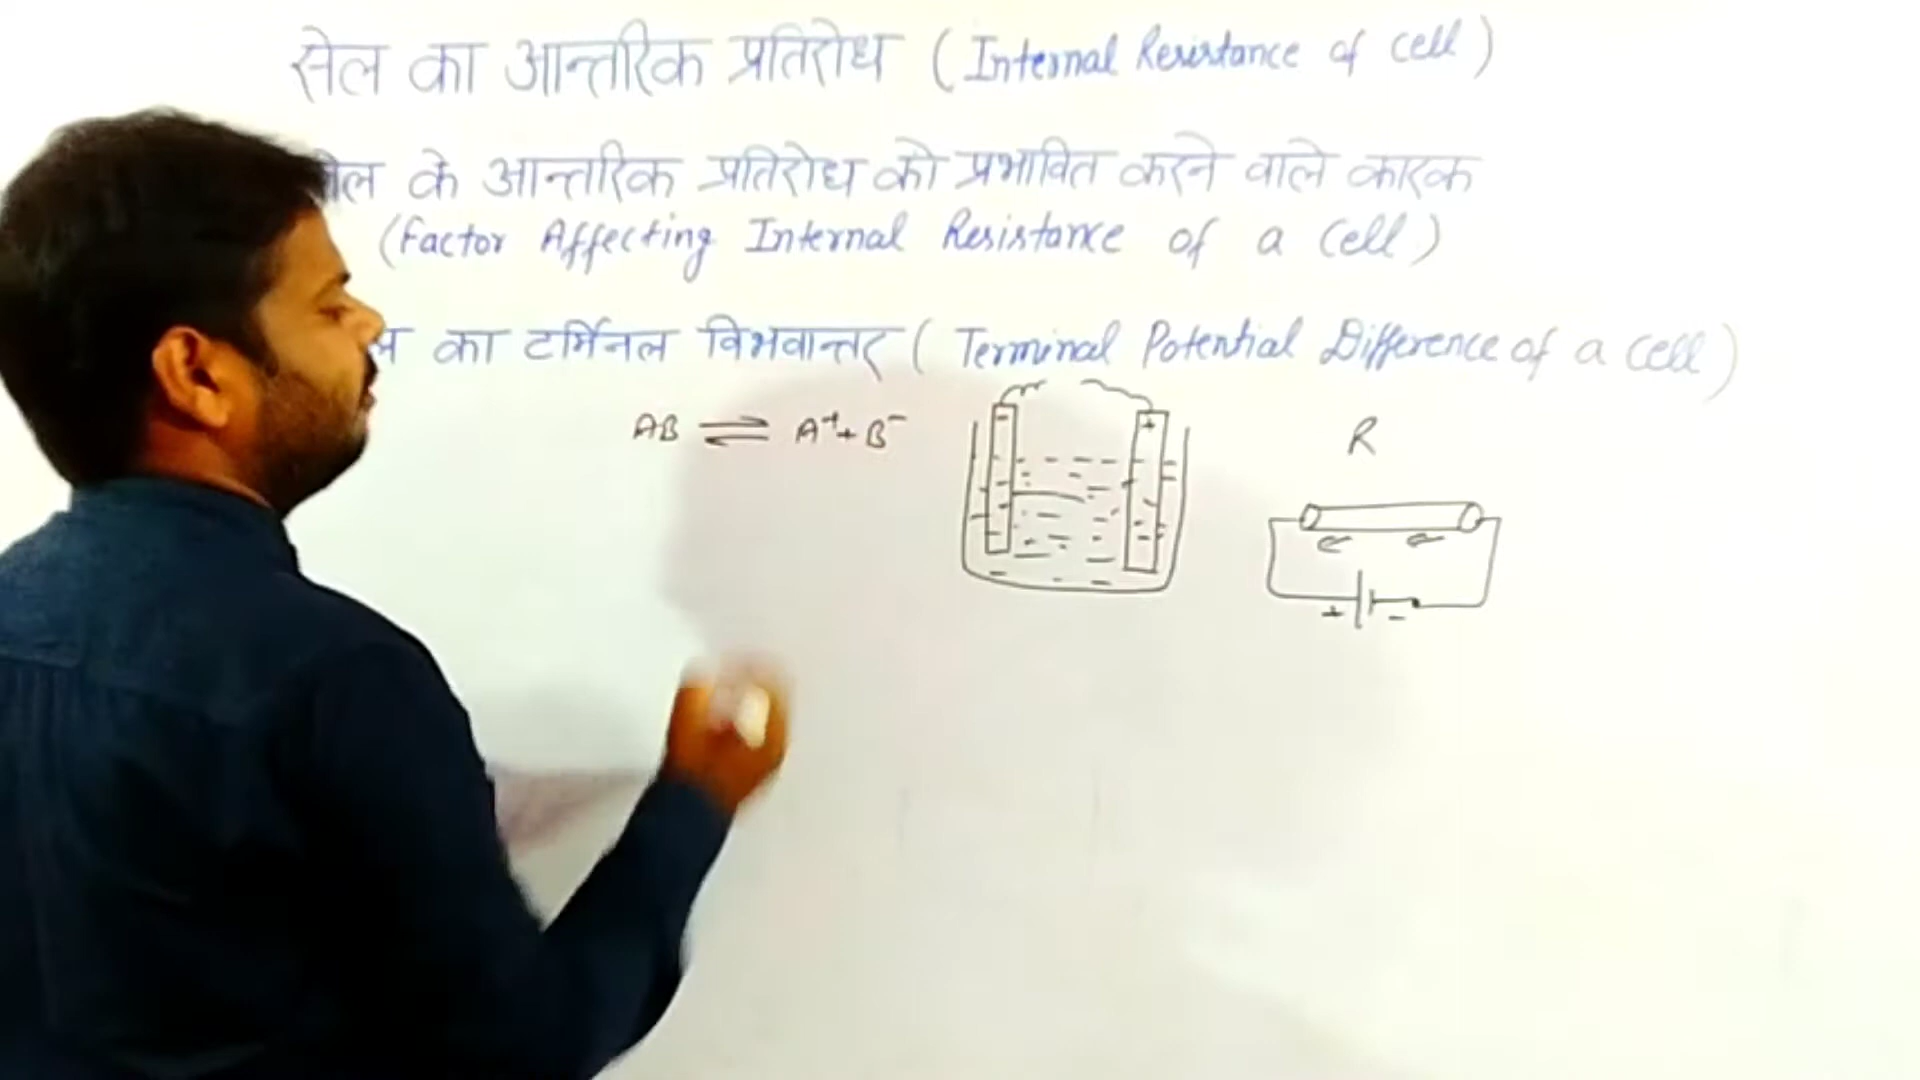 सेल का आन्तरिक प्रतिरोध (Internal Resistance of cell)
के आन्तरिक प्रतिरोध को प्रभावित करने वाले कारक
(Factor Affecting Internal Resistance of a Cell)
का टर्मिनल विभवान्तर (Terminal Potential Difference of a Cell)
AB ⇌ A⁺ + B⁻
- +
R
+ -